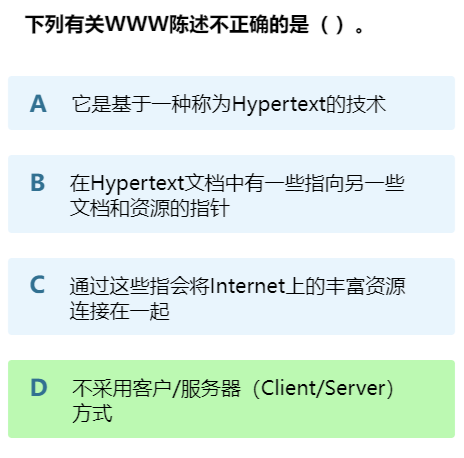 下列有关WWW陈述不正确的是（ ）。
A 它是基于一种称为Hypertext的技术
B 在Hypertext文档中有一些指向另一些
文档和资源的指针
C 通过这些指会将Internet上的丰富资源
连接在一起
D 不采用客户/服务器（Client/Server）
方式